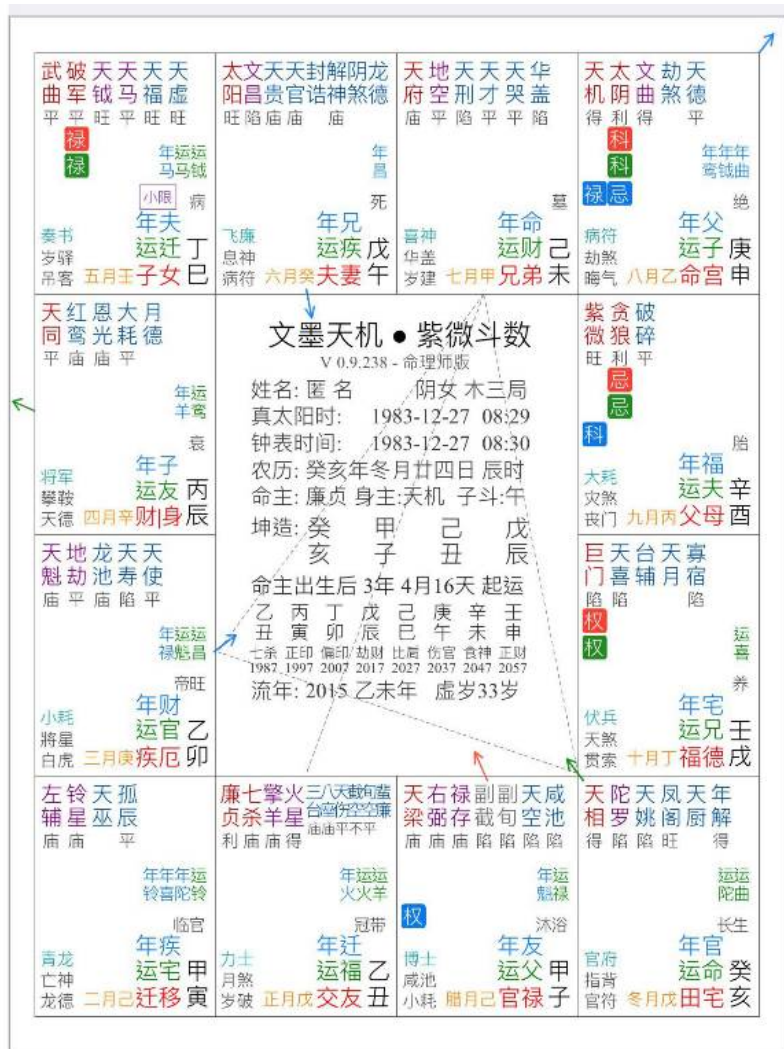 武破天天天天
曲军钺马福虚
平平旺平旺旺
禄
禄
年运运
马马钺
小限
病
奏书
岁驿
吊客
年夫
运迁
五月壬
子女
丁
巳
太文天天封解阴龙
阳昌贵官诰神煞德
旺陷庙庙 庙
年
昌
死
飞廉
息神
病符
年兄
运疾
六月癸
夫妻
戊
午
天地天天天华
府空刑才哭盖
庙平陷平平陷
墓
喜神
华盖
岁建
年命
运财
七月甲
兄弟
己
未
天太文劫天
机阴曲煞德
得利得 平
科
科
禄忌
年年年
鸾钺曲
绝
病符
劫煞
晦气
年父
运子
八月乙
命宫
庚
申
天红恩大月
同鸾光耗德
平庙庙平
年运
羊鸾
衰
将军
攀鞍
天德
年子
运友
四月辛
财|身
丙
辰
文墨天机 ● 紫微斗数
V 0.9.238 - 命理师版
姓名: 匿 名 阴女 木三局
真太阳时: 1983-12-27 08:29
钟表时间: 1983-12-27 08:30
农历: 癸亥年冬月廿四日 辰时
命主: 廉贞 身主:天机 子斗:午
坤造: 癸 甲 己 戊
亥 子 丑 辰
命主出生后 3年 4月16天 起运
乙 丙 丁 戊 己 庚 辛 壬
丑 寅 卯 辰 巳 午 未 申
七杀 正印 偏印 劫财 比肩 伤官 食神 正财
1987 1997 2007 2017 2027 2037 2047 2057
流年: 2015 乙未年 虚岁33岁
紫贪破
微狼碎
旺利平
忌
忌
科
胎
大耗
灾煞
丧门
年福
运夫
九月丙
父母
辛
酉
天地龙天天
魁劫池寿使
庙平庙陷平
年运运
禄魁昌
帝旺
小耗
將星
白虎
年财
运官
三月庚
疾厄
乙
卯
巨天台天寡
门喜辅月宿
陷陷 陷
权
权
运
喜
养
伏兵
天煞
贯索
年宅
运兄
十月丁
福德
壬
戌
左铃天孤
辅星巫辰
庙庙 平
年年年运
铃喜陀铃
临官
青龙
亡神
龙德
年疾
运宅
二月己
迁移
甲
寅
廉七擎火三八天截旬蜚
贞杀羊星台座伤空空廉
利庙庙得庙庙平不平
年运运
火火羊
冠带
力士
月煞
岁破
年迁
运福
正月戊
交友
乙
丑
天右禄副副天咸
梁弼存截旬空池
庙庙庙陷陷陷陷
权
年运
魁禄
沐浴
博士
咸池
小耗
年友
运父
腊月己
官禄
甲
子
天陀天凤天年
相罗姚阁厨解
得陷陷旺 得
运运
陀曲
长生
官府
指背
官符
年官
运命
冬月戊
田宅
癸
亥